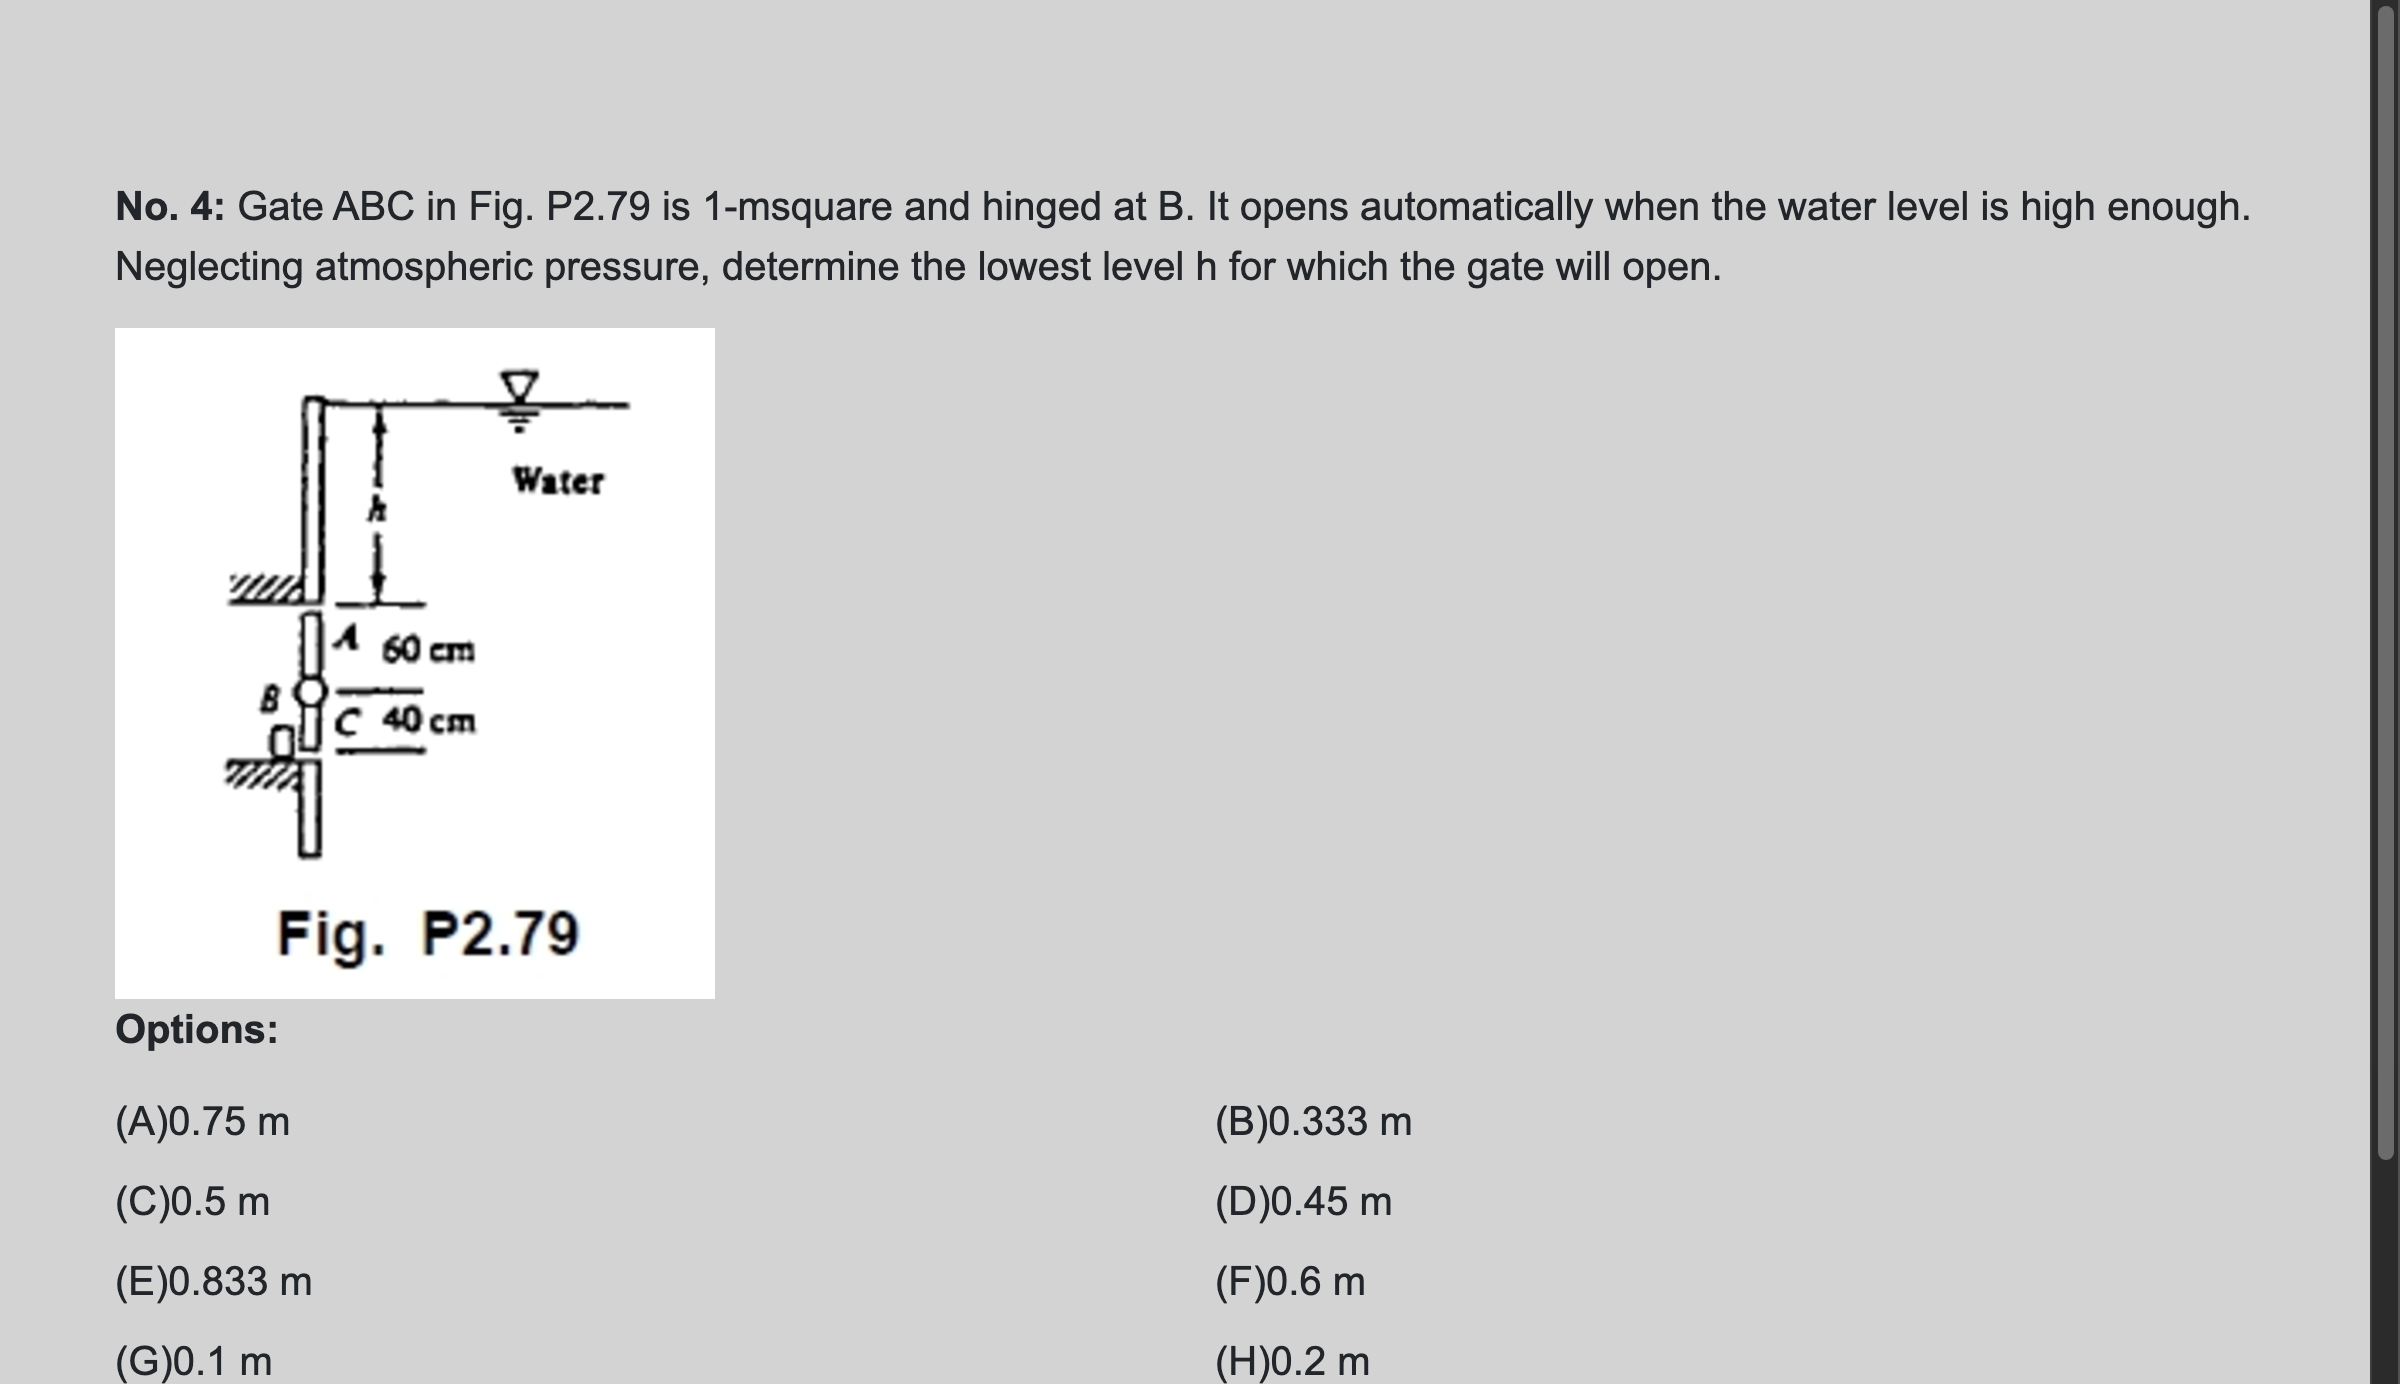 No. 4: Gate ABC in Fig. P2.79 is 1-msquare and hinged at B. It opens automatically when the water level is high enough.
Neglecting atmospheric pressure, determine the lowest level h for which the gate will open.
Water
h
A 60 cm
B
C 40 cm
Fig. P2.79
Options:
(A)0.75 m
(B)0.333 m
(C)0.5 m
(D)0.45 m
(E)0.833 m
(F)0.6 m
(G)0.1 m
(H)0.2 m